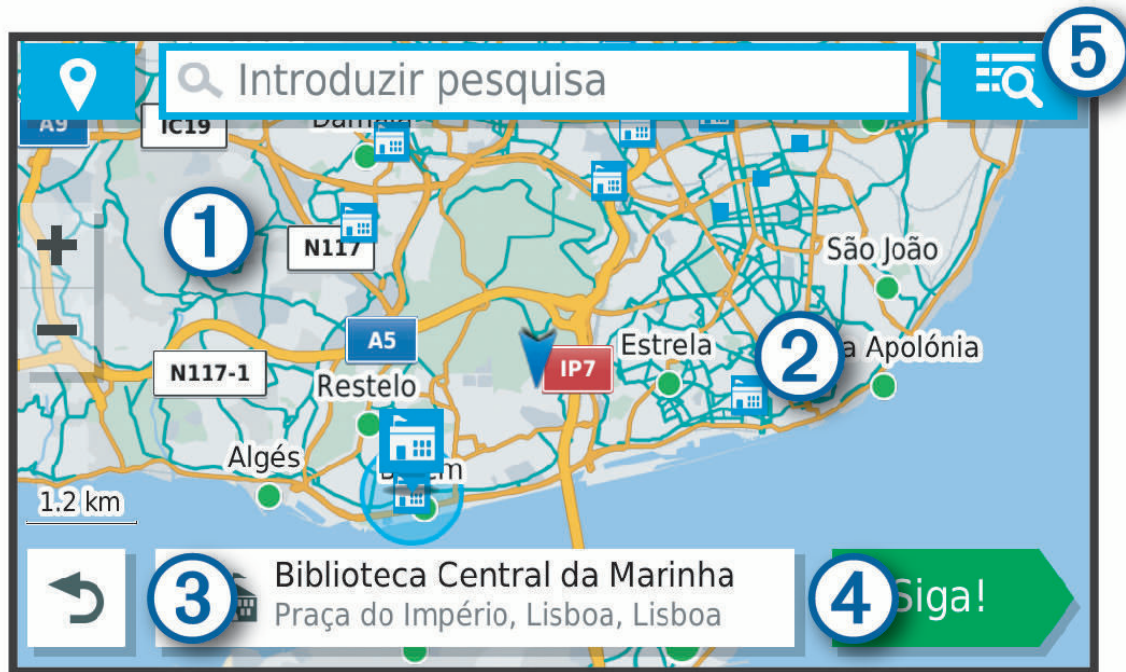 5
Introduzir pesquisa
A9
IC19
1
N117
São João
A5
Estrela
2
a Apolónia
IP7
N117-1
Restelo
Algés
1.2 km
3
Biblioteca Central da Marinha
Praça do Império, Lisboa, Lisboa
4
Siga!